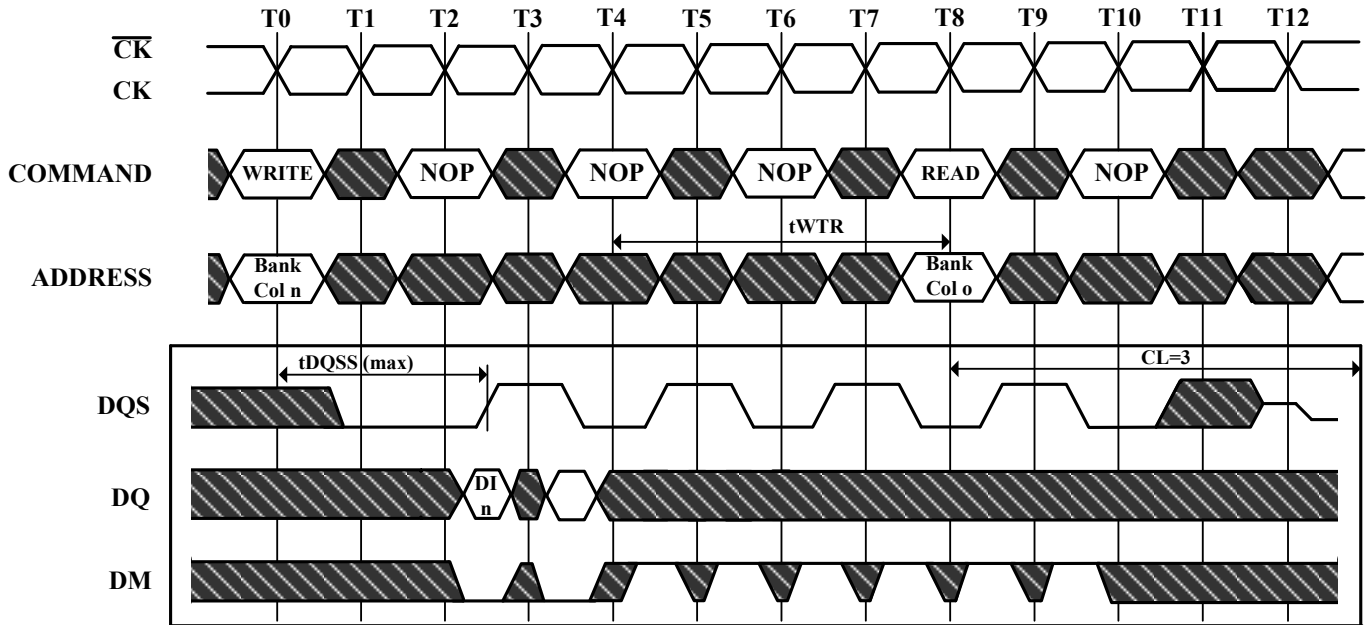 T0 T1 T2 T3 T4 T5 T6 T7 T8 T9 T10 T11 T12
C̅K̅
CK
COMMAND WRITE NOP NOP NOP READ NOP
tWTR
ADDRESS Bank Col n Bank Col o
tDQSS (max) CL=3
DQS
DQ DI n
DM